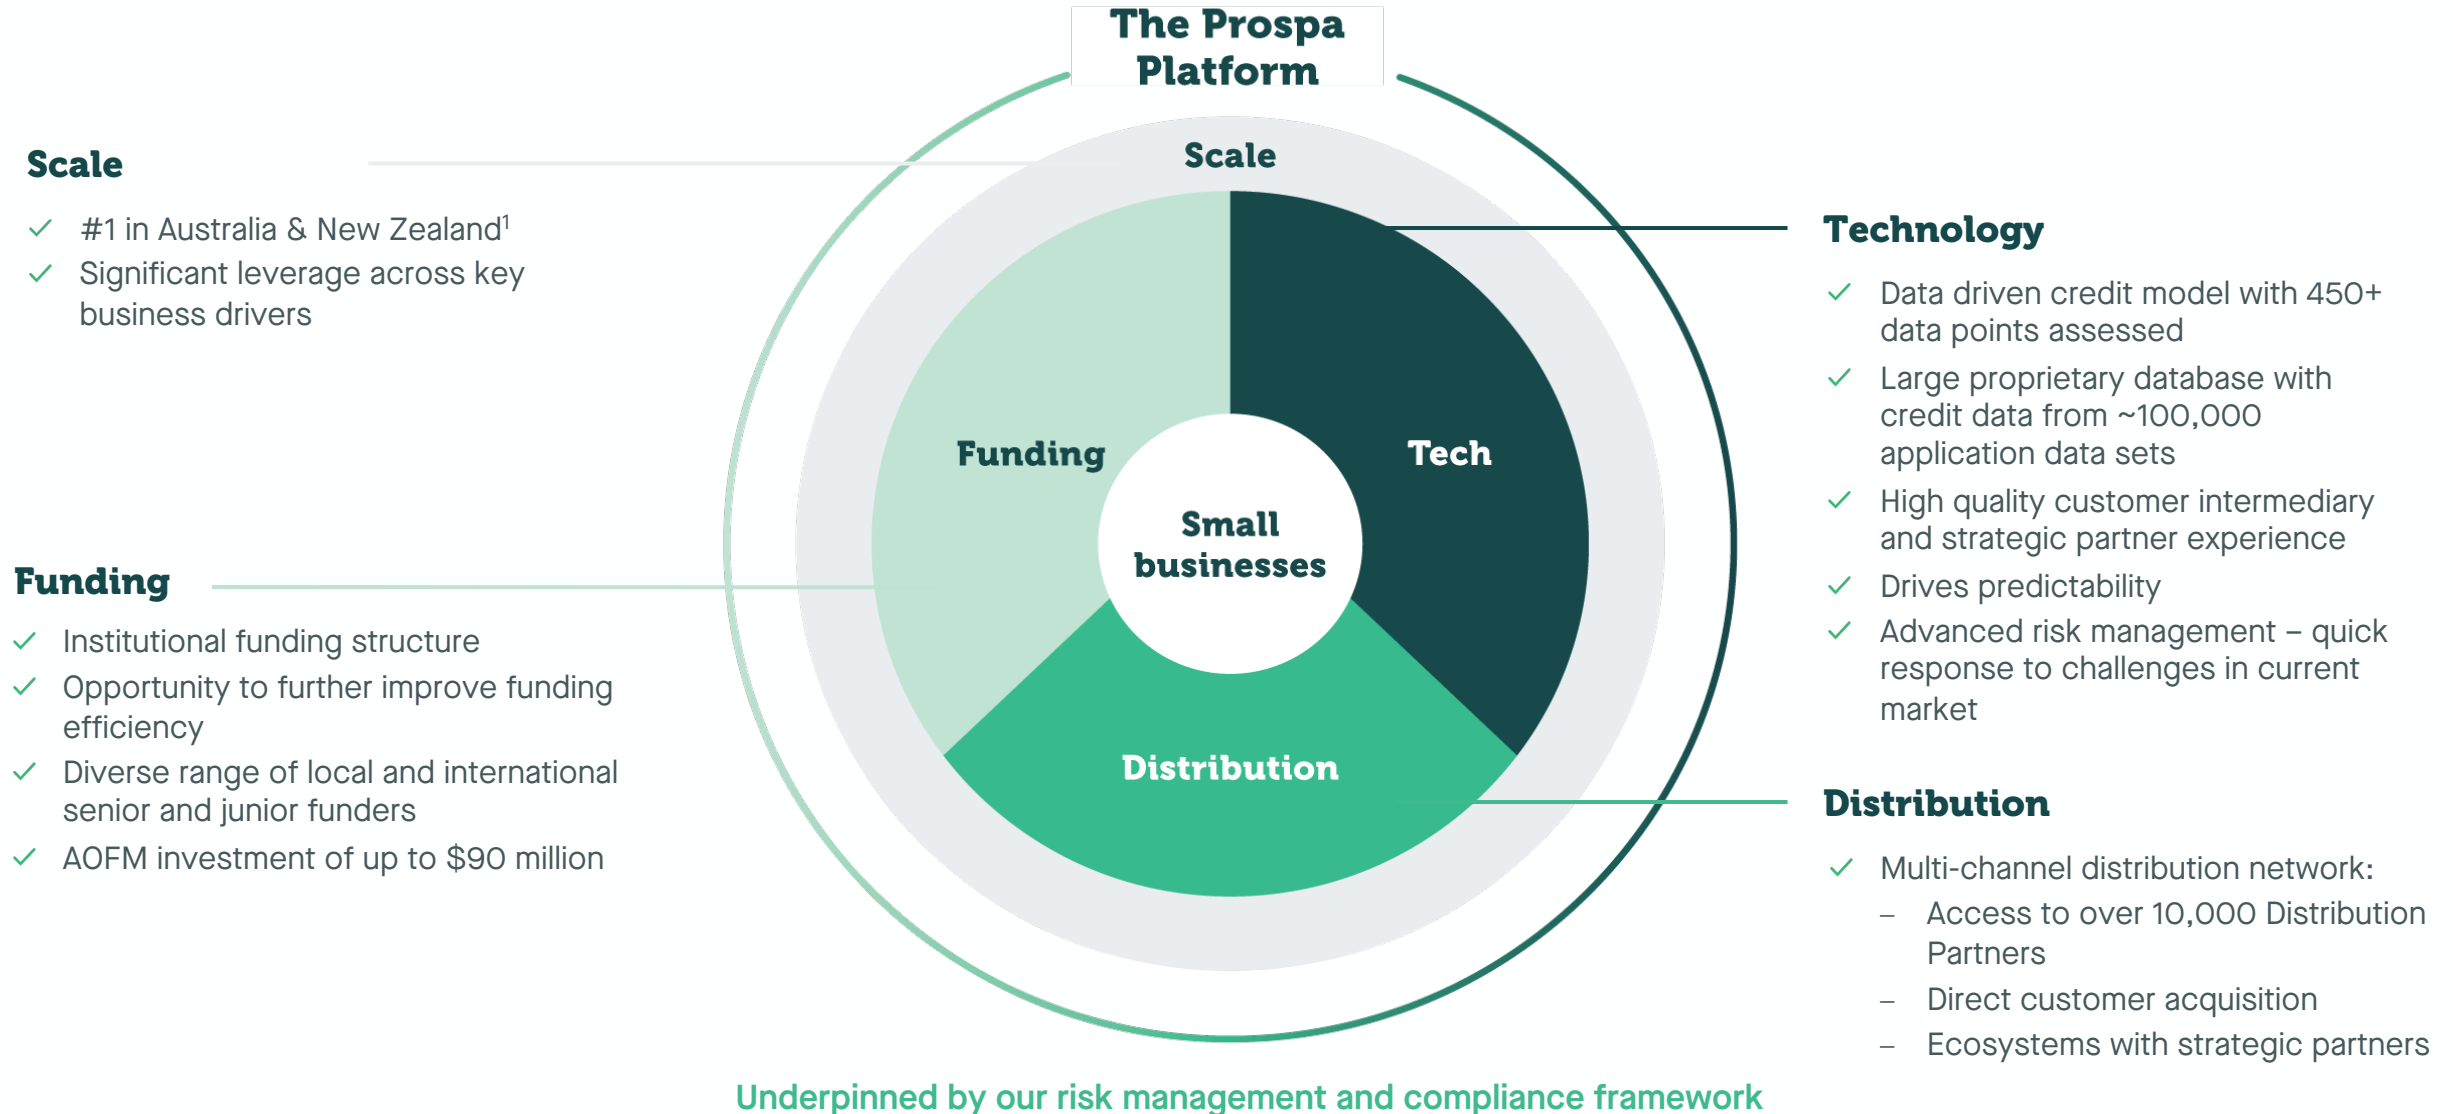 The Prospa
Platform
Scale
Scale
#1 in Australia & New Zealand¹
Significant leverage across key
business drivers
Funding
Institutional funding structure
Opportunity to further improve funding
efficiency
Diverse range of local and international
senior and junior funders
AOFM investment of up to $90 million
Funding
Tech
Small
businesses
Distribution
Technology
Data driven credit model with 450+
data points assessed
Large proprietary database with
credit data from ~100,000
application data sets
High quality customer intermediary
and strategic partner experience
Drives predictability
Advanced risk management – quick
response to challenges in current
market
Distribution
Multi-channel distribution network:
– Access to over 10,000 Distribution
Partners
– Direct customer acquisition
– Ecosystems with strategic partners
Underpinned by our risk management and compliance framework